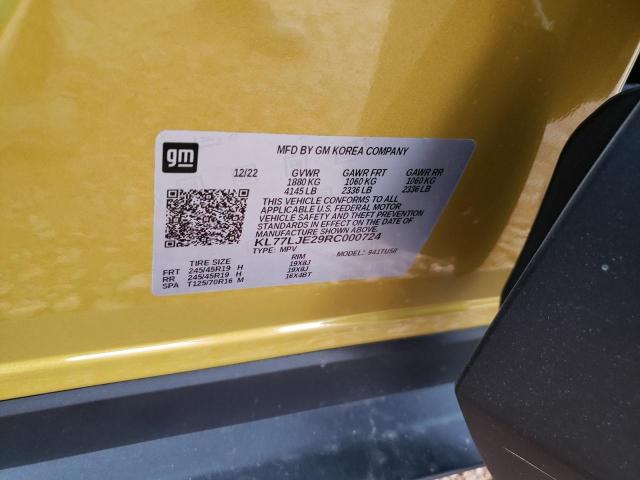 gm
MFD BY GM KOREA COMPANY
12/22 GVWR GAWR FRT GAWR RR
1880 KG 1060 KG 1060 KG
4145 LB 2336 LB 2336 LB
THIS VEHICLE CONFORMS TO ALL
APPLICABLE U.S. FEDERAL MOTOR
VEHICLE SAFETY AND THEFT PREVENTION
STANDARDS IN EFFECT ON THE DATE OF
MANUFACTURE SHOWN ABOVE.
KL77LJE29RC000724
TYPE: MPV MODEL: 941TU58
TIRE SIZE RIM
FRT 245/45R19 H 19X8J
RR 245/45R19 H 19X8J
SPA T125/70R16 M 16X4BT